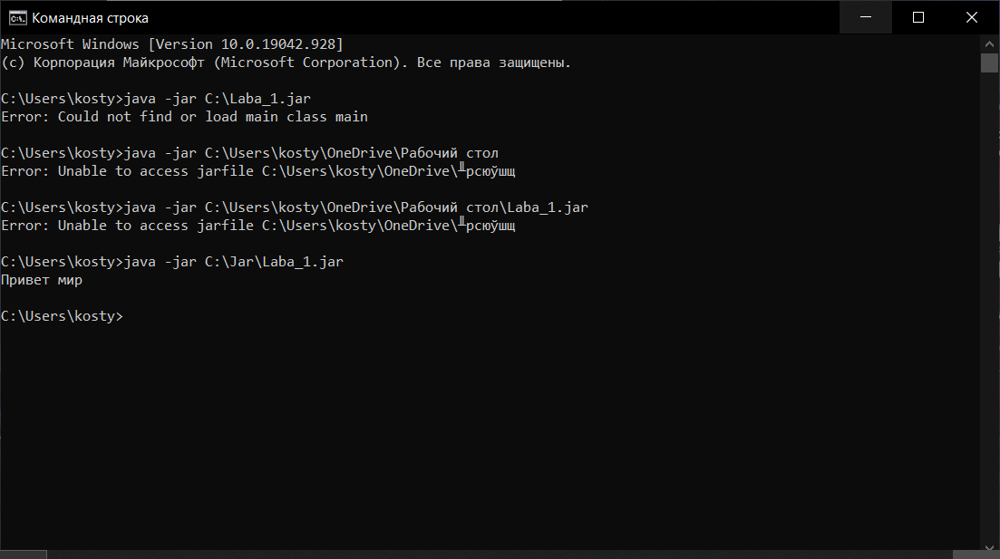 Командная строка
Microsoft Windows [Version 10.0.19042.928]
(c) Корпорация Майкрософт (Microsoft Corporation). Все права защищены.
C:\Users\kosty>java -jar C:\Laba_1.jar
Error: Could not find or load main class main
C:\Users\kosty>java -jar C:\Users\kosty\OneDrive\Рабочий стол
Error: Unable to access jarfile C:\Users\kosty\OneDrive\╨рсюўшщ
C:\Users\kosty>java -jar C:\Users\kosty\OneDrive\Рабочий стол\Laba_1.jar
Error: Unable to access jarfile C:\Users\kosty\OneDrive\╨рсюўшщ
C:\Users\kosty>java -jar C:\Jar\Laba_1.jar
Привет мир
C:\Users\kosty>